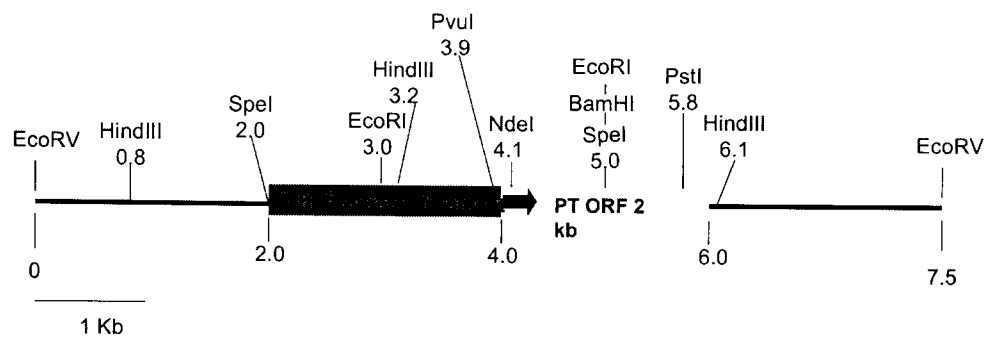 PvuI
3.9
HindIII
3.2
EcoRI
BamHI
SpeI
5.0
PstI
5.8
SpeI
2.0
EcoRI
3.0
NdeI
4.1
HindIII
6.1
EcoRV
HindIII
0.8
EcoRV
PT ORF 2
kb
0
2.0
4.0
6.0
7.5
1 Kb